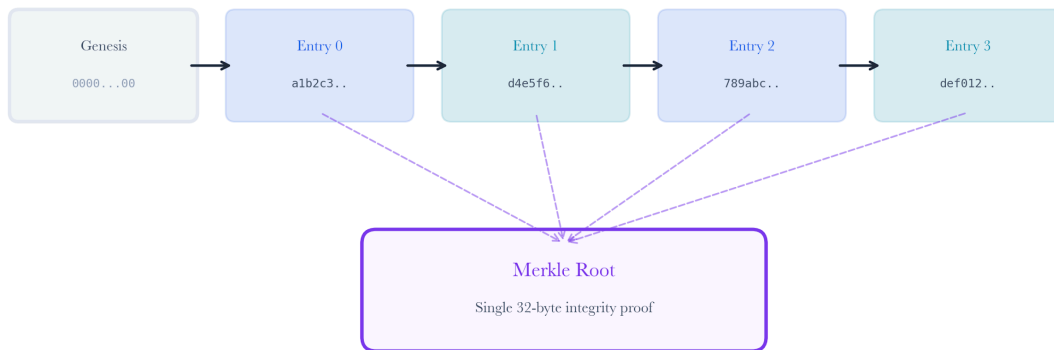 Genesis
0000...00
Entry 0
a1b2c3..
Entry 1
d4e5f6..
Entry 2
789abc..
Entry 3
def012..
Merkle Root
Single 32-byte integrity proof